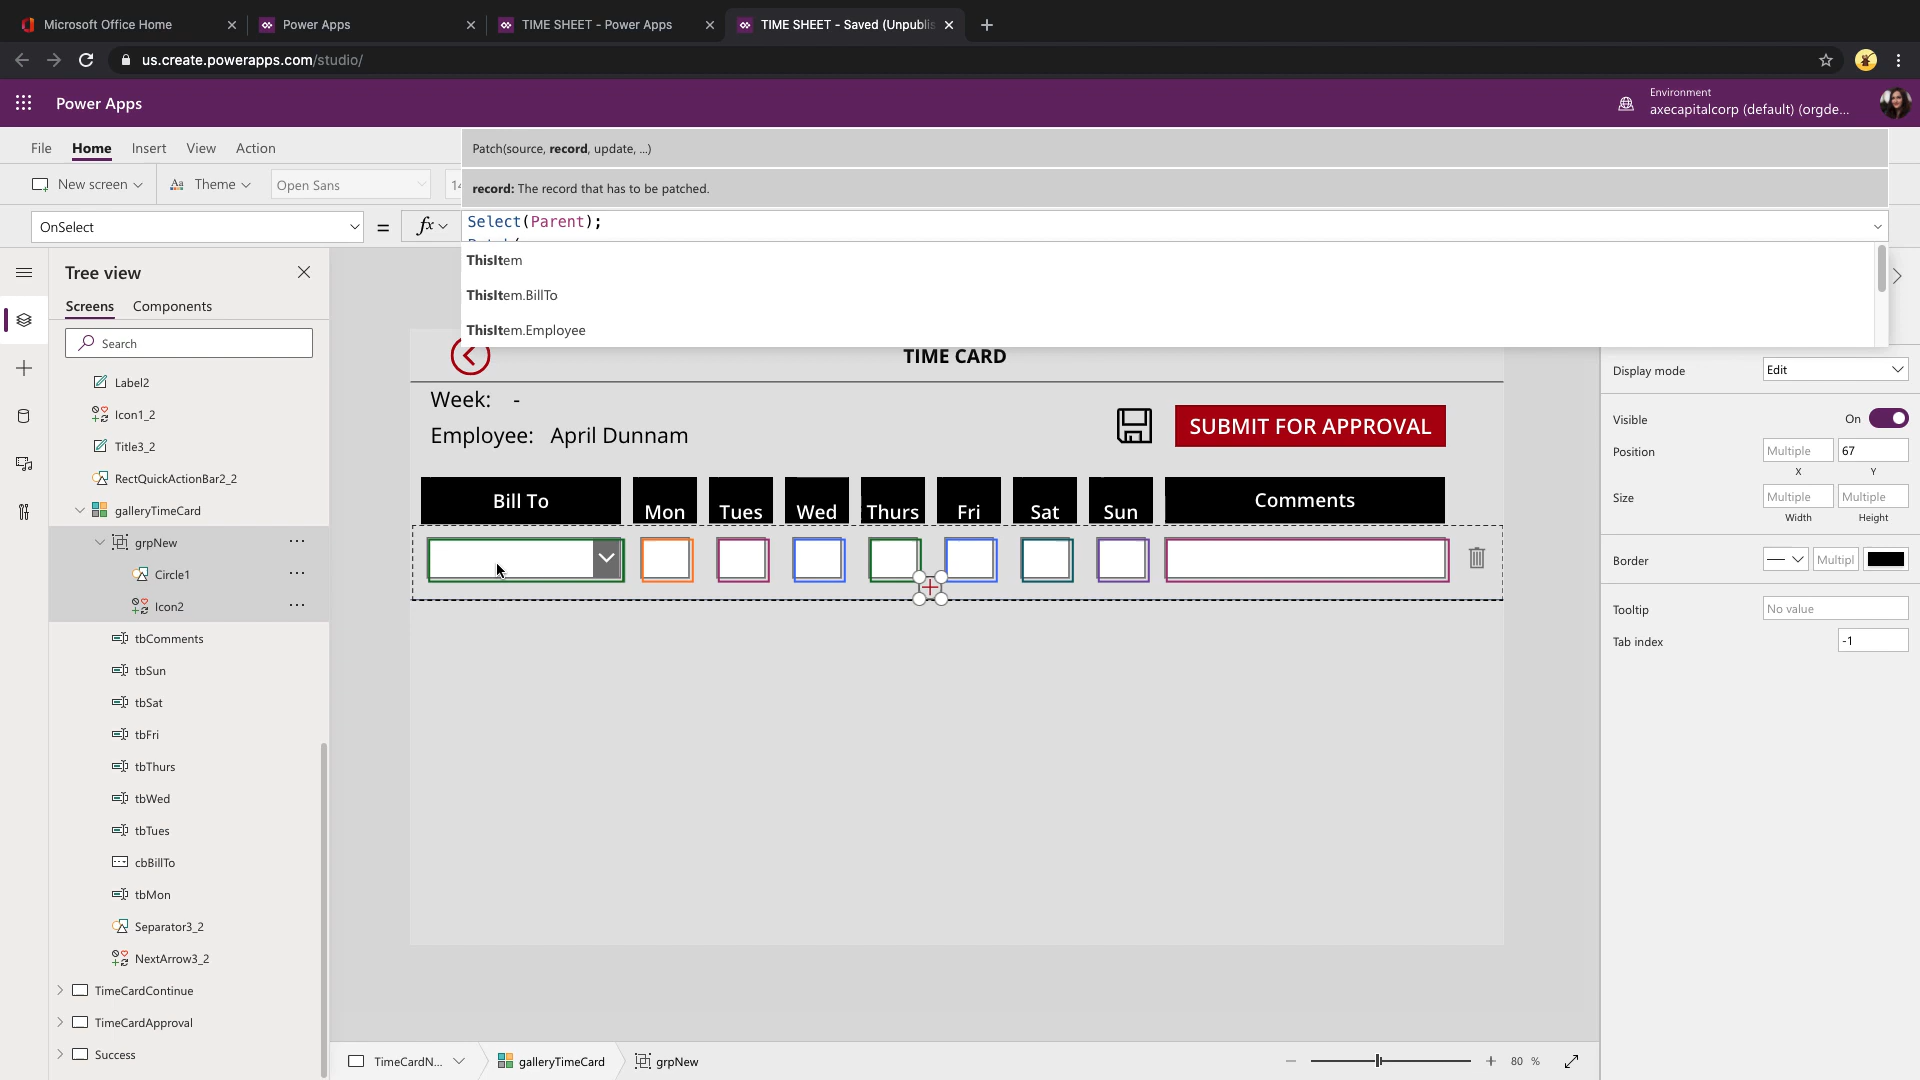 Microsoft Office Home
Power Apps
TIME SHEET - Power Apps
TIME SHEET - Saved (Unpublis
us.create.powerapps.com/studio/
Power Apps
Environment
axecapitalcorp (default) (orgde...
File
Home
Insert
View
Action
Patch(source, record, update, ...)
New screen
Theme
Open Sans
14
record: The record that has to be patched.
OnSelect
=
fx
Select(Parent);
Tree view
ThisItem
ThisItem.BillTo
ThisItem.Employee
Screens
Components
Search
Label2
Icon1_2
Title3_2
RectQuickActionBar2_2
galleryTimeCard
grpNew
Circle1
Icon2
tbComments
tbSun
tbSat
tbFri
tbThurs
tbWed
tbTues
cbBillTo
tbMon
Separator3_2
NextArrow3_2
TimeCardContinue
TimeCardApproval
Success
TIME CARD
Week: -
Employee: April Dunnam
SUBMIT FOR APPROVAL
Bill To
Mon
Tues
Wed
Thurs
Fri
Sat
Sun
Comments
Display mode
Edit
Visible
On
Position
Multiple
67
X
Y
Size
Multiple
Multiple
Width
Height
Border
Multipl
Tooltip
No value
Tab index
-1
TimeCardN...
galleryTimeCard
grpNew
80 %